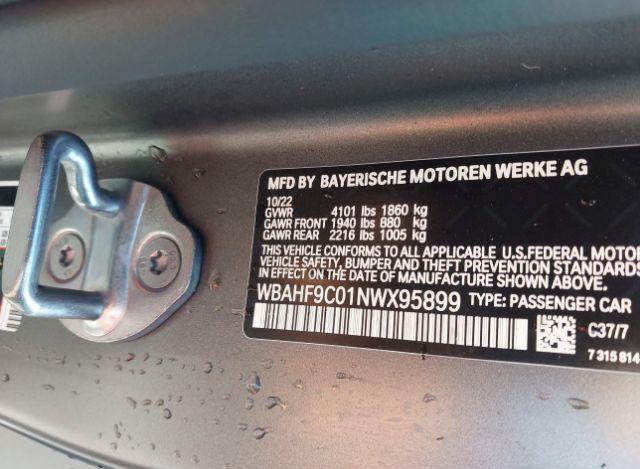 MFD BY BAYERISCHE MOTOREN WERKE AG
10/22
GVWR 4101 lbs 1860 kg
GAWR FRONT 1940 lbs 880 kg
GAWR REAR 2216 lbs 1005 kg
THIS VEHICLE CONFORMS TO ALL APPLICABLE U.S.FEDERAL MOTOR
VEHICLE SAFETY, BUMPER AND THEFT PREVENTION STANDARDS
IN EFFECT ON THE DATE OF MANUFACTURE SHOWN ABOVE.
WBAHF9C01NWX95899 TYPE: PASSENGER CAR
C37/7
7 315 814